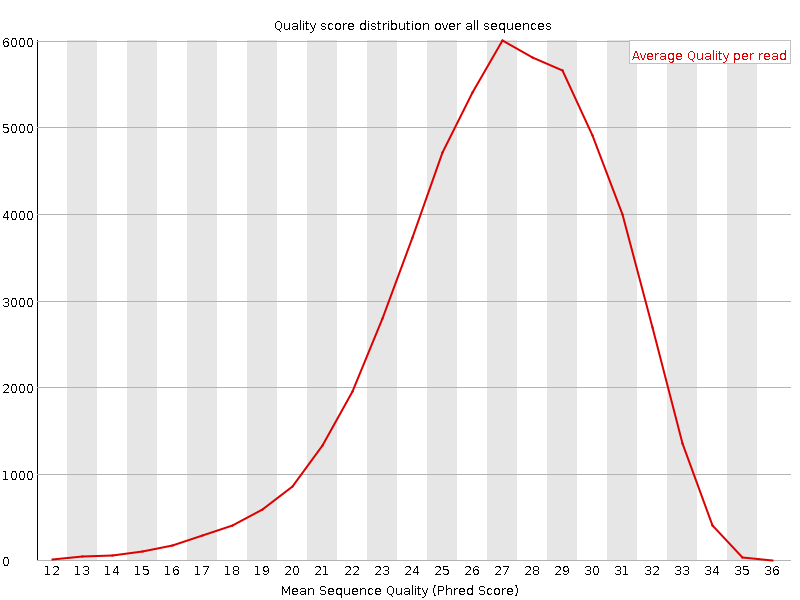 Quality score distribution over all sequences
Average Quality per read
6000
5000
4000
3000
2000
1000
0
12 13 14 15 16 17 18 19 20 21 22 23 24 25 26 27 28 29 30 31 32 33 34 35 36
Mean Sequence Quality (Phred Score)